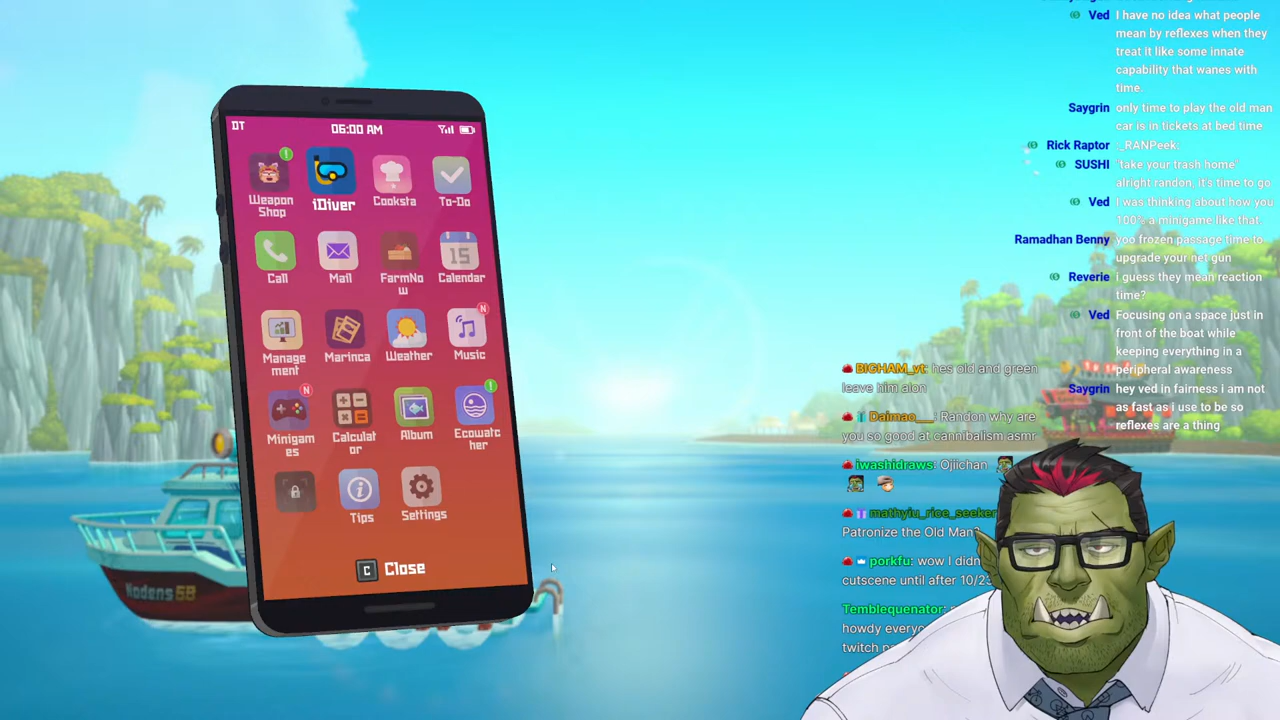 DT
06:00 AM
Weapon
Shop
iDiver
Cooksta
To-Do
Call
Mail
FarmNo
w
15
Calendar
Manage
ment
Marinca
Weather
N
Music
N
Minigam
es
Calculat
or
Album
Ecowatc
her
Tips
Settings
C Close
Nodens58
Ved I have no idea what people
mean by reflexes when they
treat it like some innate
capability that wanes with
time.
Saygrin only time to play the old man
car is in tickets at bed time
Rick Raptor :_RANPeek:
SUSHI "take your trash home"
alright randon, it's time to go
Ved I was thinking about how you
100% a minigame like that.
Ramadhan Benny yoo frozen passage time to
upgrade your net gun
Reverie I guess they mean reaction
time?
Ved Focusing on a space just in
front of the boat while
keeping everything in a
peripheral awareness
Saygrin hey ved in fairness i am not
as fast as i use to be so
reflexes are a thing
BIGHAM_vt: hes old and green
leave him alon
Daimao__: Randon why are
you so good at cannibalism asmr
iwashidraws: Ojiichan
mathyiu_rice_seeker
Patronize the Old Man?
porkfu: wow I didn
cutscene until after 10/23
Temblequenator:
howdy everyo
twitch